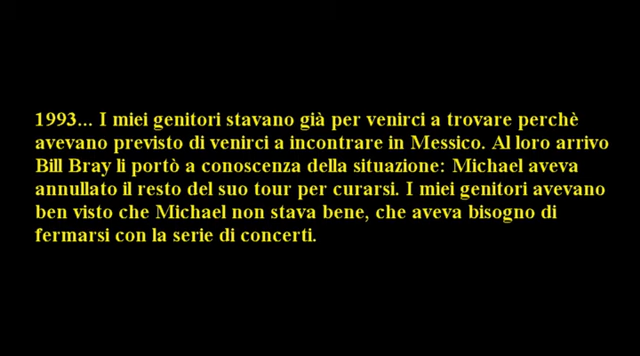 1993... I miei genitori stavano già per venirci a trovare perchè
avevano previsto di venirci a incontrare in Messico. Al loro arrivo
Bill Bray li portò a conoscenza della situazione: Michael aveva
annullato il resto del suo tour per curarsi. I miei genitori avevano
ben visto che Michael non stava bene, che aveva bisogno di
fermarsi con la serie di concerti.